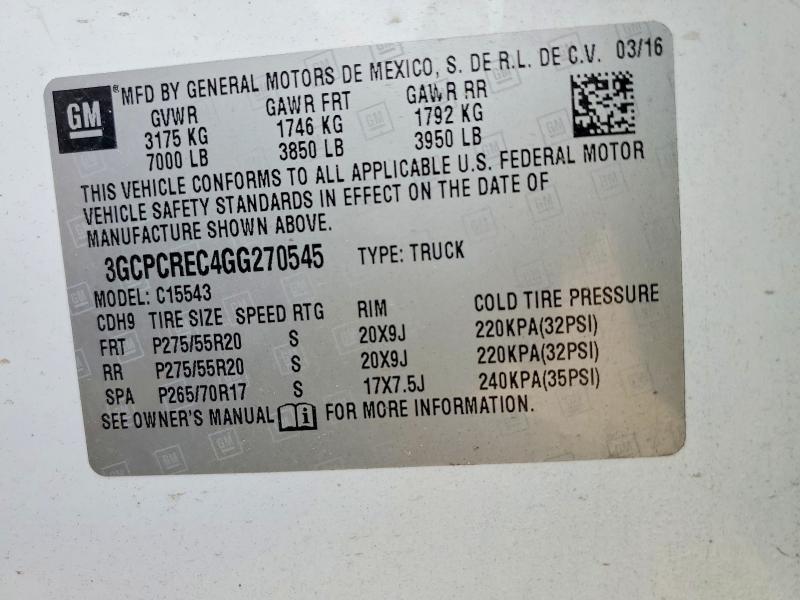 GM
MFD BY GENERAL MOTORS DE MEXICO, S. DE R.L. DE C.V. 03/16
GVWR GAWR FRT GAWR RR
3175 KG 1746 KG 1792 KG
7000 LB 3850 LB 3950 LB
THIS VEHICLE CONFORMS TO ALL APPLICABLE U.S. FEDERAL MOTOR
VEHICLE SAFETY STANDARDS IN EFFECT ON THE DATE OF
MANUFACTURE SHOWN ABOVE.
3GCPCREC4GG270545 TYPE: TRUCK
MODEL: C15543
CDH9 TIRE SIZE SPEED RTG RIM COLD TIRE PRESSURE
FRT P275/55R20 S 20X9J 220KPA(32PSI)
RR P275/55R20 S 20X9J 220KPA(32PSI)
SPA P265/70R17 S 17X7.5J 240KPA(35PSI)
SEE OWNER'S MANUAL i FOR MORE INFORMATION.